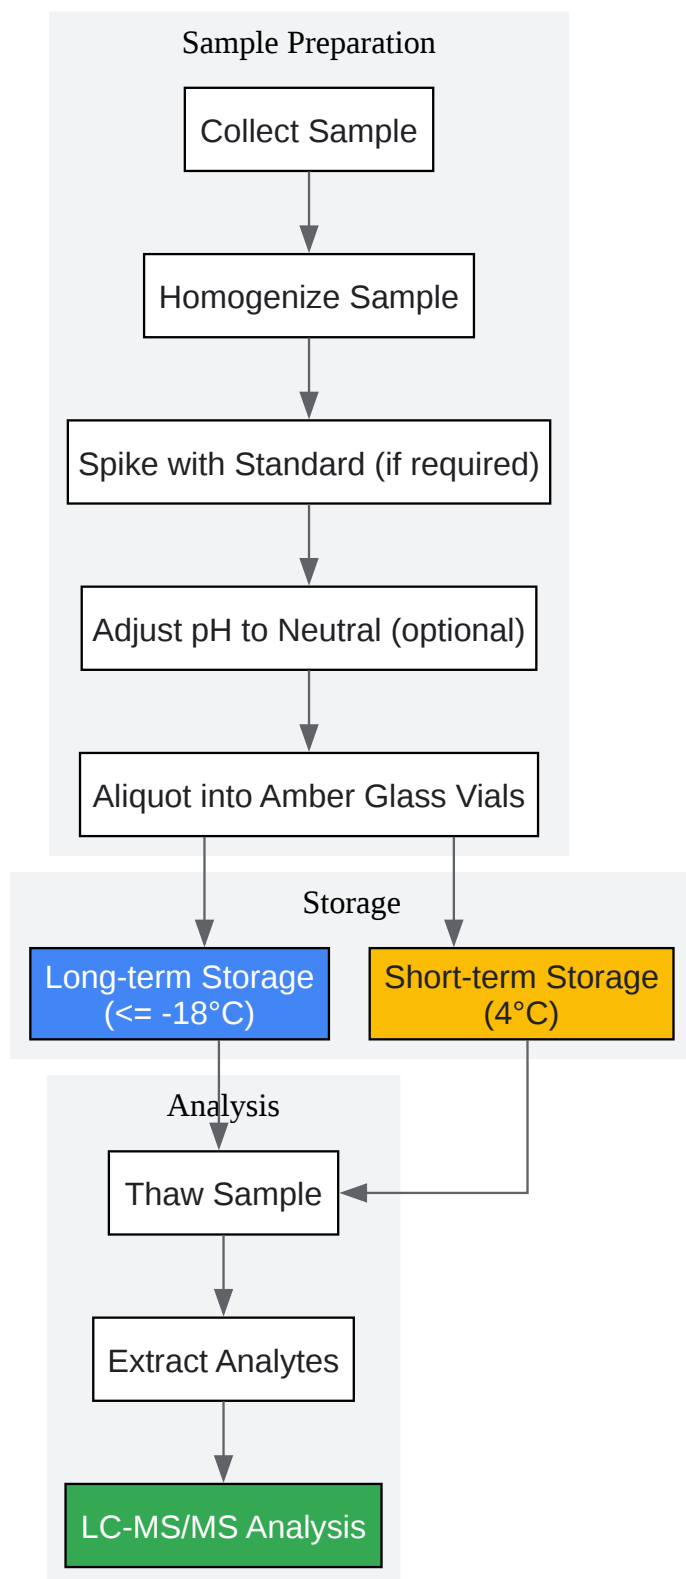 Sample Preparation
Collect Sample
Homogenize Sample
Spike with Standard (if required)
Adjust pH to Neutral (optional)
Aliquot into Amber Glass Vials
Storage
Long-term Storage
(<= -18°C)
Short-term Storage
(4°C)
Analysis
Thaw Sample
Extract Analytes
LC-MS/MS Analysis